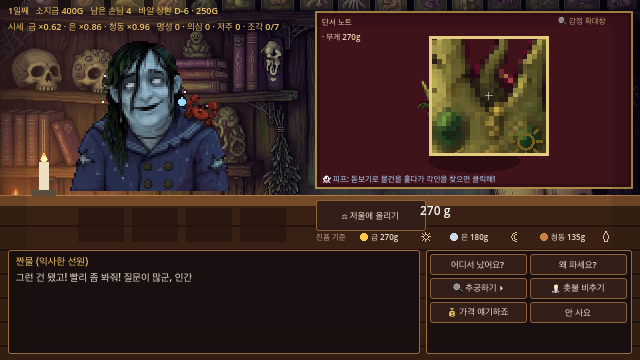 1일째 소지금 400G 남은 손님 4 바알 상환 D-6 · 250G
시세 금 ×0.62 · 은 ×0.86 · 청동 ×0.96 명성 0 · 의심 0 · 저주 0 · 조각 0/7
단서 노트
감정 확대창
· 무게 270g
피프: 돋보기로 물건을 훑다가 각인을 찾으면 클릭해!
저울에 올리기
270 g
진품 기준
금 270g
은 180g
청동 135g
짠물 (익사한 선원)
그런 건 됐고! 빨리 좀 봐줘! 질문이 많군, 인간
어디서 났어요?
왜 파세요?
추궁하기
촛불 비추기
가격 얘기하죠
안 사요